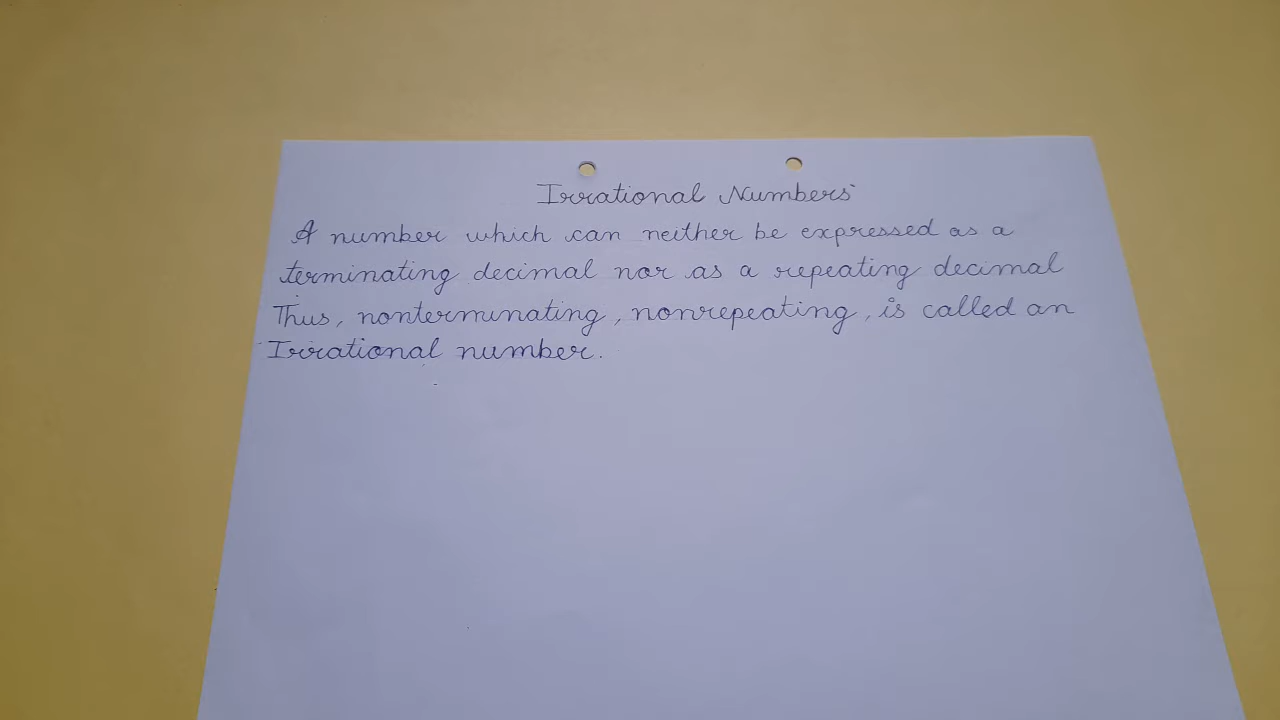 Irrational Numbers
A number which can neither be expressed as a
terminating decimal nor as a repeating decimal
Thus, nonterminating, nonrepeating, is called an
Irrational number.